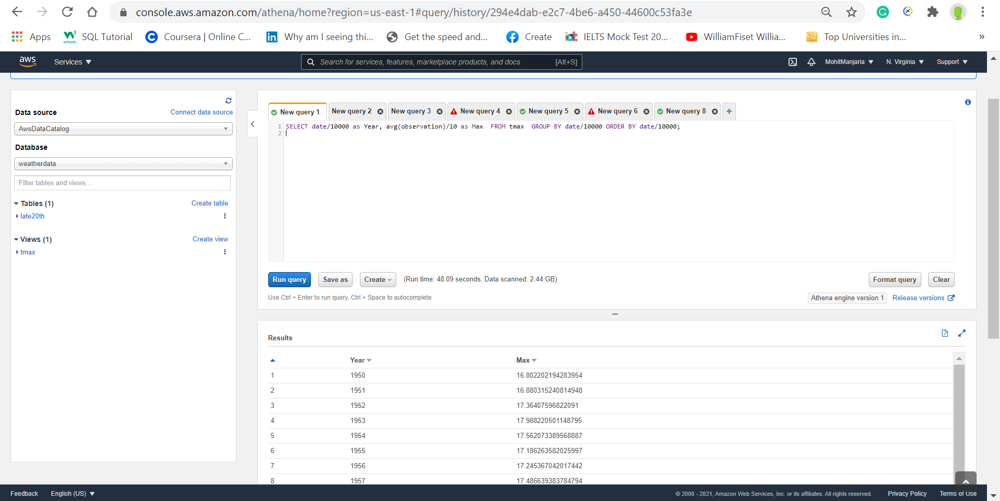 console.aws.amazon.com/athena/home?region=us-east-1#query/history/294e4dab-e2c7-4be6-a450-44600c53fa3e
Apps SQL Tutorial Coursera | Online C... Why am I seeing thi... Get the speed and... Create IELTS Mock Test 20... WilliamFiset Willia... Top Universities in... »
aws Services Search for services, features, marketplace products, and docs [Alt+S] MohitManjaria N. Virginia Support
Data source Connect data source
AwsDataCatalog
Database
weatherdata
Filter tables and views...
Tables (1) Create table
late20th
Views (1) Create view
tmax
New query 1 New query 2 New query 3 New query 4 New query 5 New query 6 New query 8
1 SELECT date/10000 as Year, avg(observation)/10 as Max  FROM tmax  GROUP BY date/10000 ORDER BY date/10000;
2
Run query Save as Create (Run time: 48.09 seconds, Data scanned: 2.44 GB) Format query Clear
Use Ctrl + Enter to run query, Ctrl + Space to autocomplete Athena engine version 1 Release versions
Results
Year Max
1 1950 16.802202194283954
2 1951 16.880315240814948
3 1952 17.36407596822091
4 1953 17.988220501148795
5 1954 17.562073389568887
6 1955 17.186263582025997
7 1956 17.245367042017442
8 1957 17.486639383784794
Feedback English (US) © 2008 - 2021, Amazon Web Services, Inc. or its affiliates. All rights reserved. Privacy Policy Terms of Use